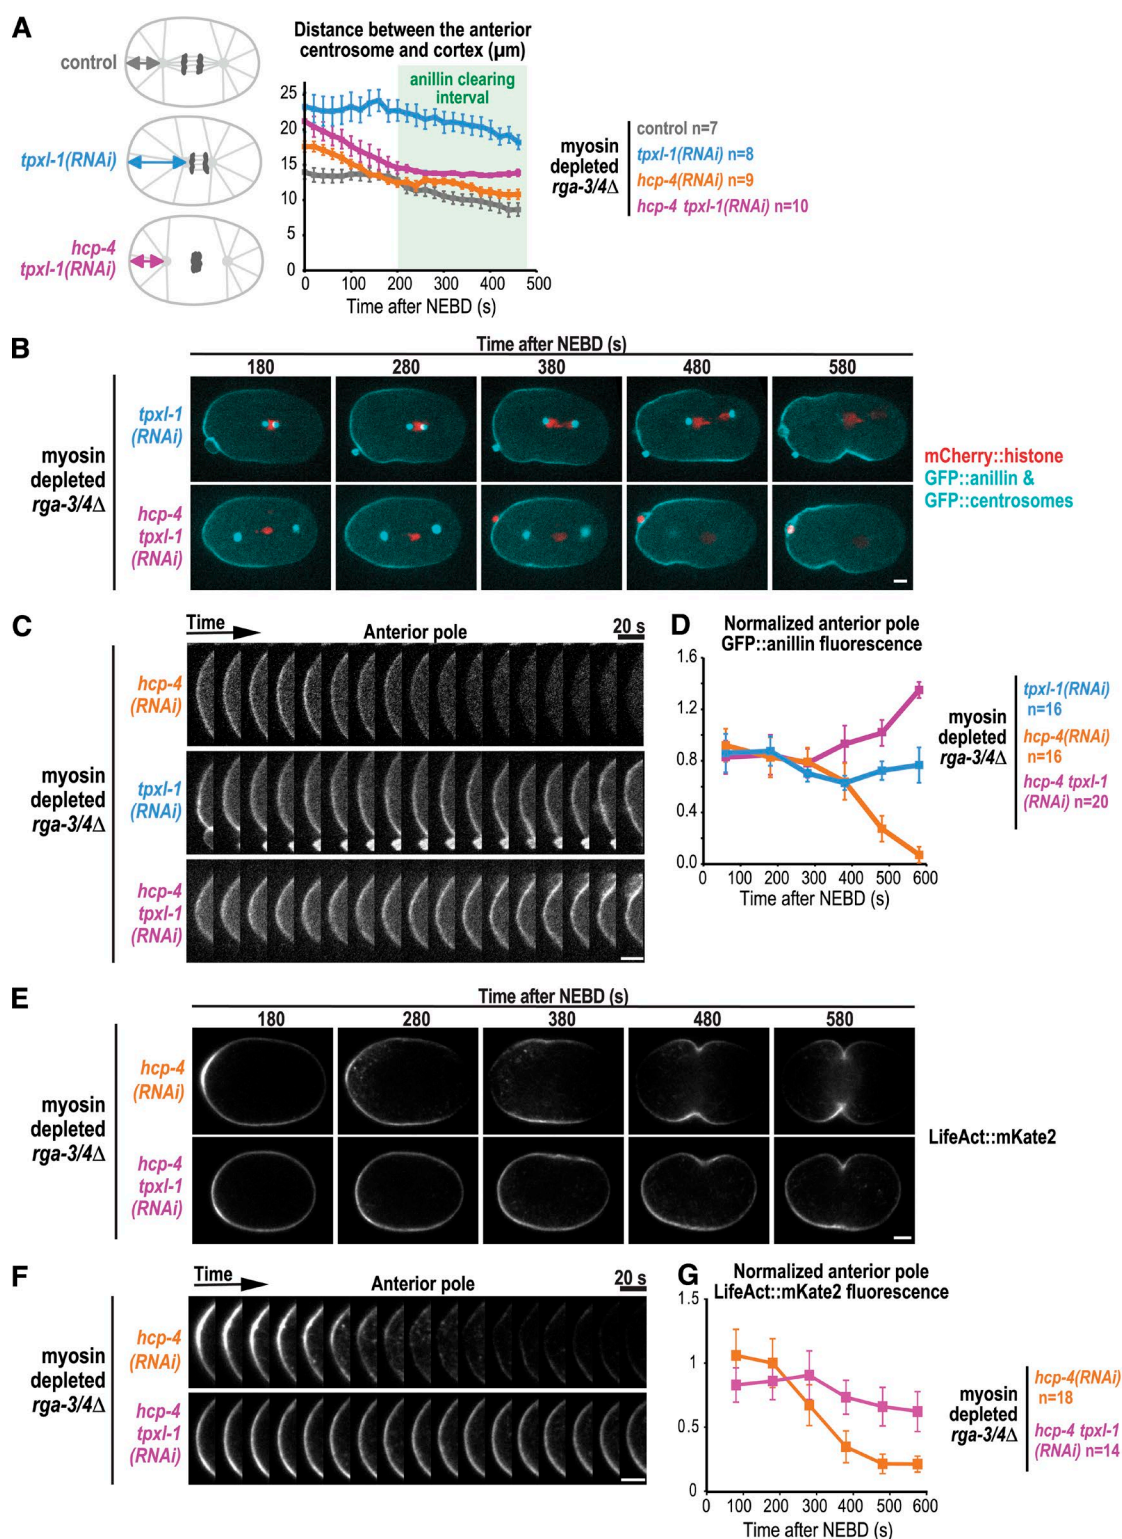 A
control
tpxl-1(RNAi)
hcp-4
tpxl-1(RNAi)
Distance between the anterior
centrosome and cortex (µm)
anillin clearing
interval
25
20
15
10
5
0
0 100 200 300 400 500
Time after NEBD (s)
myosin
depleted
rga-3/4Δ
control n=7
tpxl-1(RNAi) n=8
hcp-4(RNAi) n=9
hcp-4 tpxl-1(RNAi) n=10
B
Time after NEBD (s)
180 280 380 480 580
myosin
depleted
rga-3/4Δ
tpxl-1
(RNAi)
hcp-4
tpxl-1
(RNAi)
mCherry::histone
GFP::anillin &
GFP::centrosomes
C
Time
Anterior pole
20 s
myosin
depleted
rga-3/4Δ
hcp-4
(RNAi)
tpxl-1
(RNAi)
hcp-4
tpxl-1
(RNAi)
D
Normalized anterior pole
GFP::anillin fluorescence
1.6
1.2
0.8
0.4
0.0
0 100 200 300 400 500 600
Time after NEBD (s)
myosin
depleted
rga-3/4Δ
tpxl-1(RNAi)
n=16
hcp-4(RNAi)
n=16
hcp-4 tpxl-1
(RNAi) n=20
E
Time after NEBD (s)
180 280 380 480 580
myosin
depleted
rga-3/4Δ
hcp-4
(RNAi)
hcp-4
tpxl-1
(RNAi)
LifeAct::mKate2
F
Time
Anterior pole
20 s
myosin
depleted
rga-3/4Δ
hcp-4
(RNAi)
hcp-4
tpxl-1
(RNAi)
G
Normalized anterior pole
LifeAct::mKate2 fluorescence
1.5
1
0.5
0
0 100 200 300 400 500 600
Time after NEBD (s)
myosin
depleted
rga-3/4Δ
hcp-4(RNAi)
n=18
hcp-4 tpxl-1
(RNAi) n=14